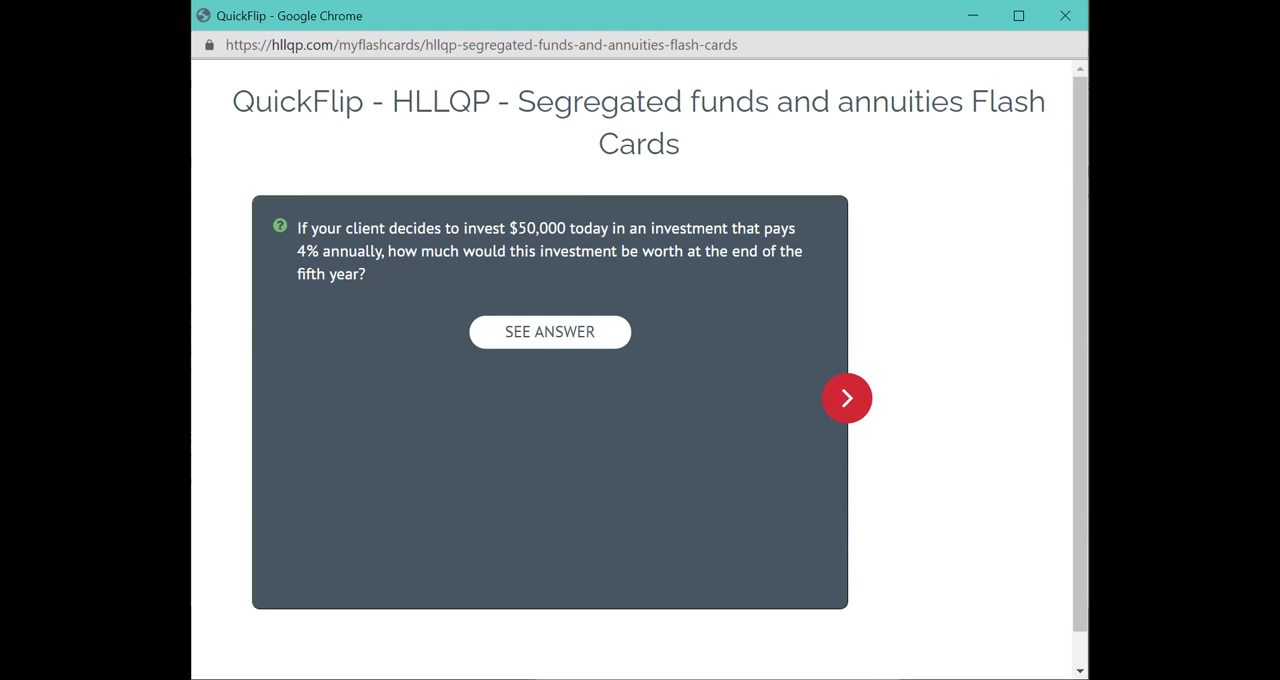 QuickFlip - Google Chrome
https://hllqp.com/myflashcards/hllqp-segregated-funds-and-annuities-flash-cards
QuickFlip - HLLQP - Segregated funds and annuities Flash
Cards
If your client decides to invest $50,000 today in an investment that pays
4% annually, how much would this investment be worth at the end of the
fifth year?
SEE ANSWER